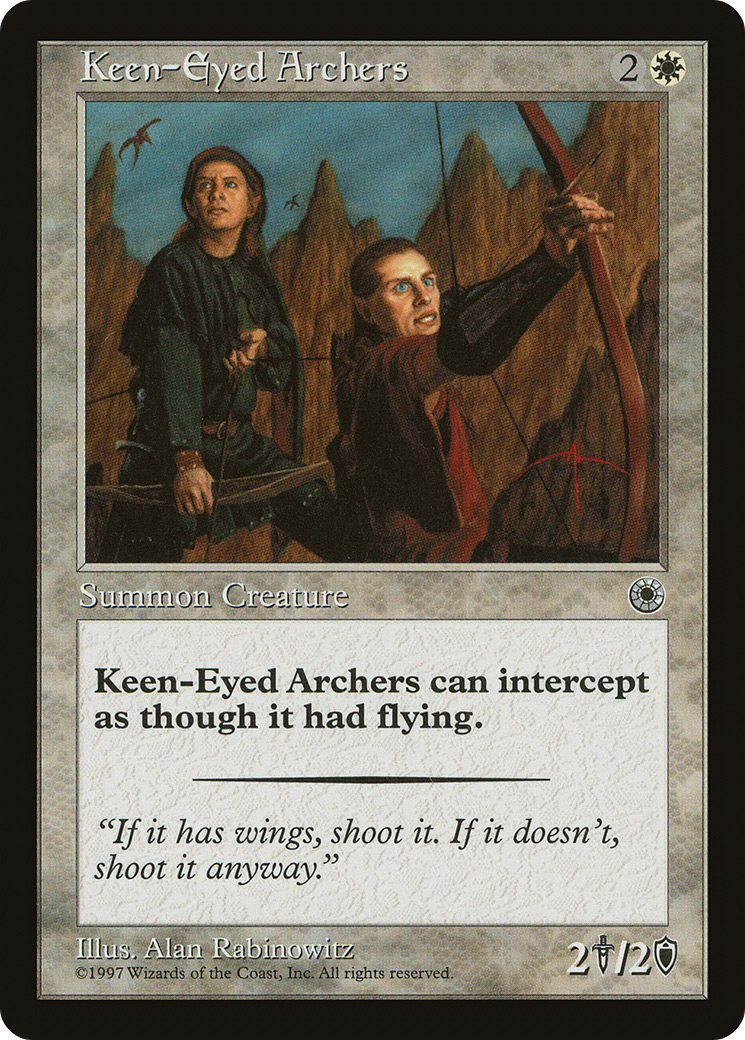 Keen-Eyed Archers 2
Summon Creature
Keen-Eyed Archers can intercept
as though it had flying.
“If it has wings, shoot it. If it doesn’t,
shoot it anyway.”
Illus. Alan Rabinowitz
©1997 Wizards of the Coast, Inc. All rights reserved.
2/2